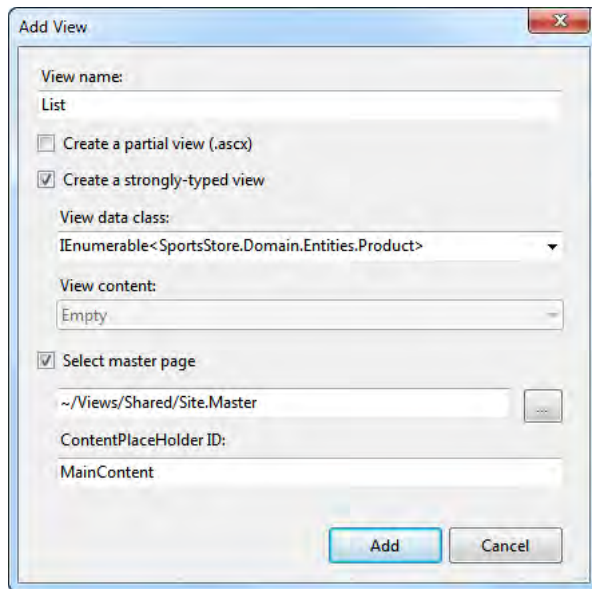 Add View
View name:
List
Create a partial view (.ascx)
Create a strongly-typed view
View data class:
IEnumerable<SportsStore.Domain.Entities.Product>
View content:
Empty
Select master page
~/Views/Shared/Site.Master
...
ContentPlaceHolder ID:
MainContent
Add
Cancel